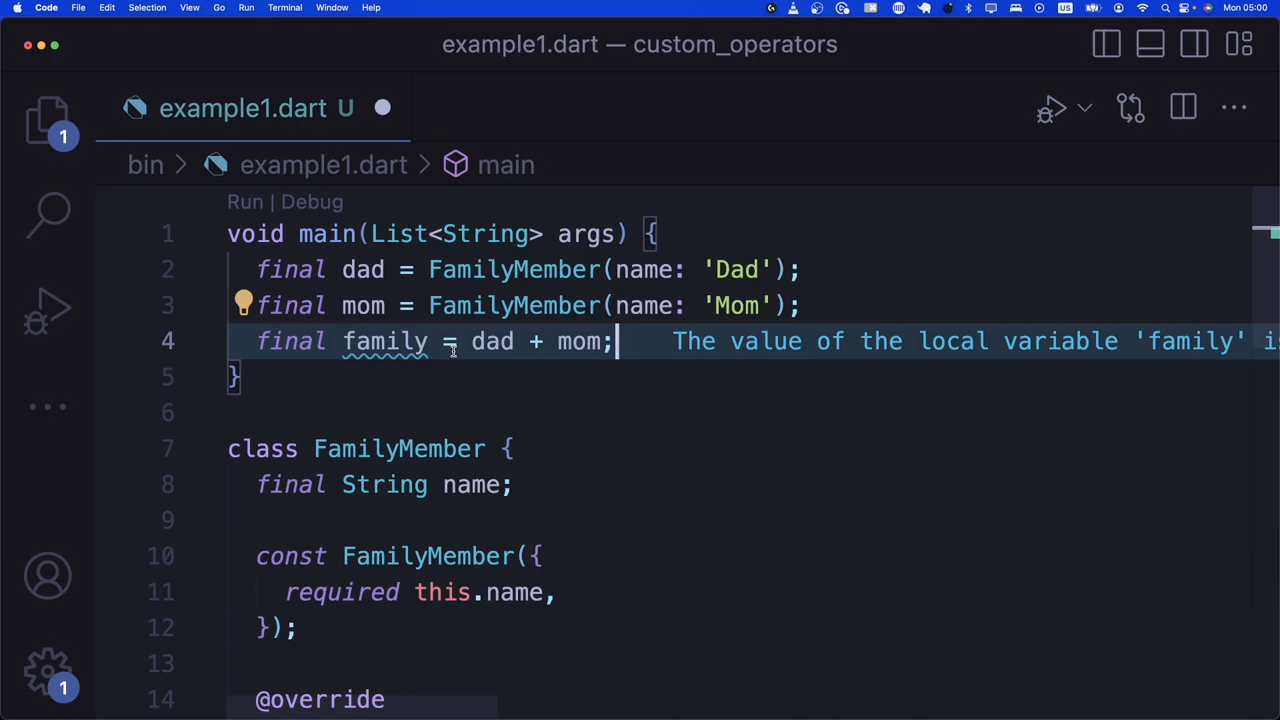 Code File Edit Selection View Go Run Terminal Window Help US Mon 05:00
example1.dart — custom_operators
example1.dart U
1
bin > example1.dart > main
Run | Debug
1 void main(List<String> args) {
2 final dad = FamilyMember(name: 'Dad');
3 final mom = FamilyMember(name: 'Mom');
4 final family = dad + mom; The value of the local variable 'family' i
5 }
6
7 class FamilyMember {
8 final String name;
9
10 const FamilyMember({
11 required this.name,
12 });
13
14 @override
1